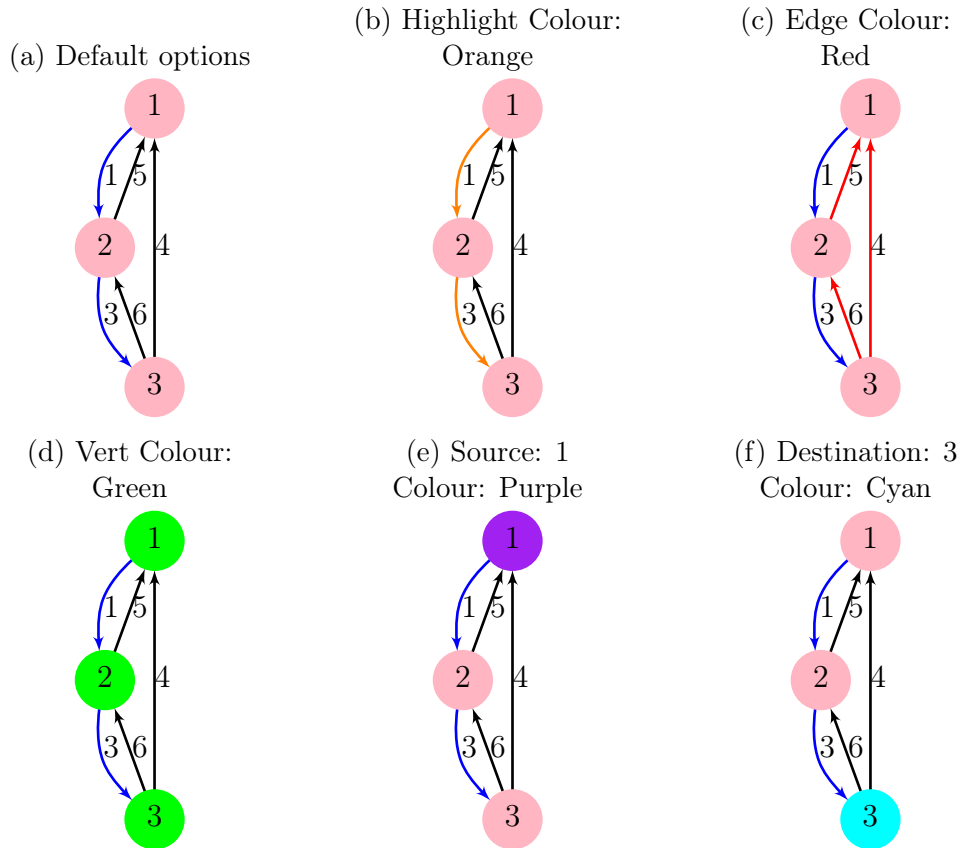 (b) Highlight Colour:
(c) Edge Colour:
(a) Default options
Orange
Red
1
1
1
1 5
1 5
1 5
2 4
2 4
2 4
3 6
3 6
3 6
3
3
3
(d) Vert Colour:
(e) Source: 1
(f) Destination: 3
Green
Colour: Purple
Colour: Cyan
1
1
1
1 5
1 5
1 5
2 4
2 4
2 4
3 6
3 6
3 6
3
3
3